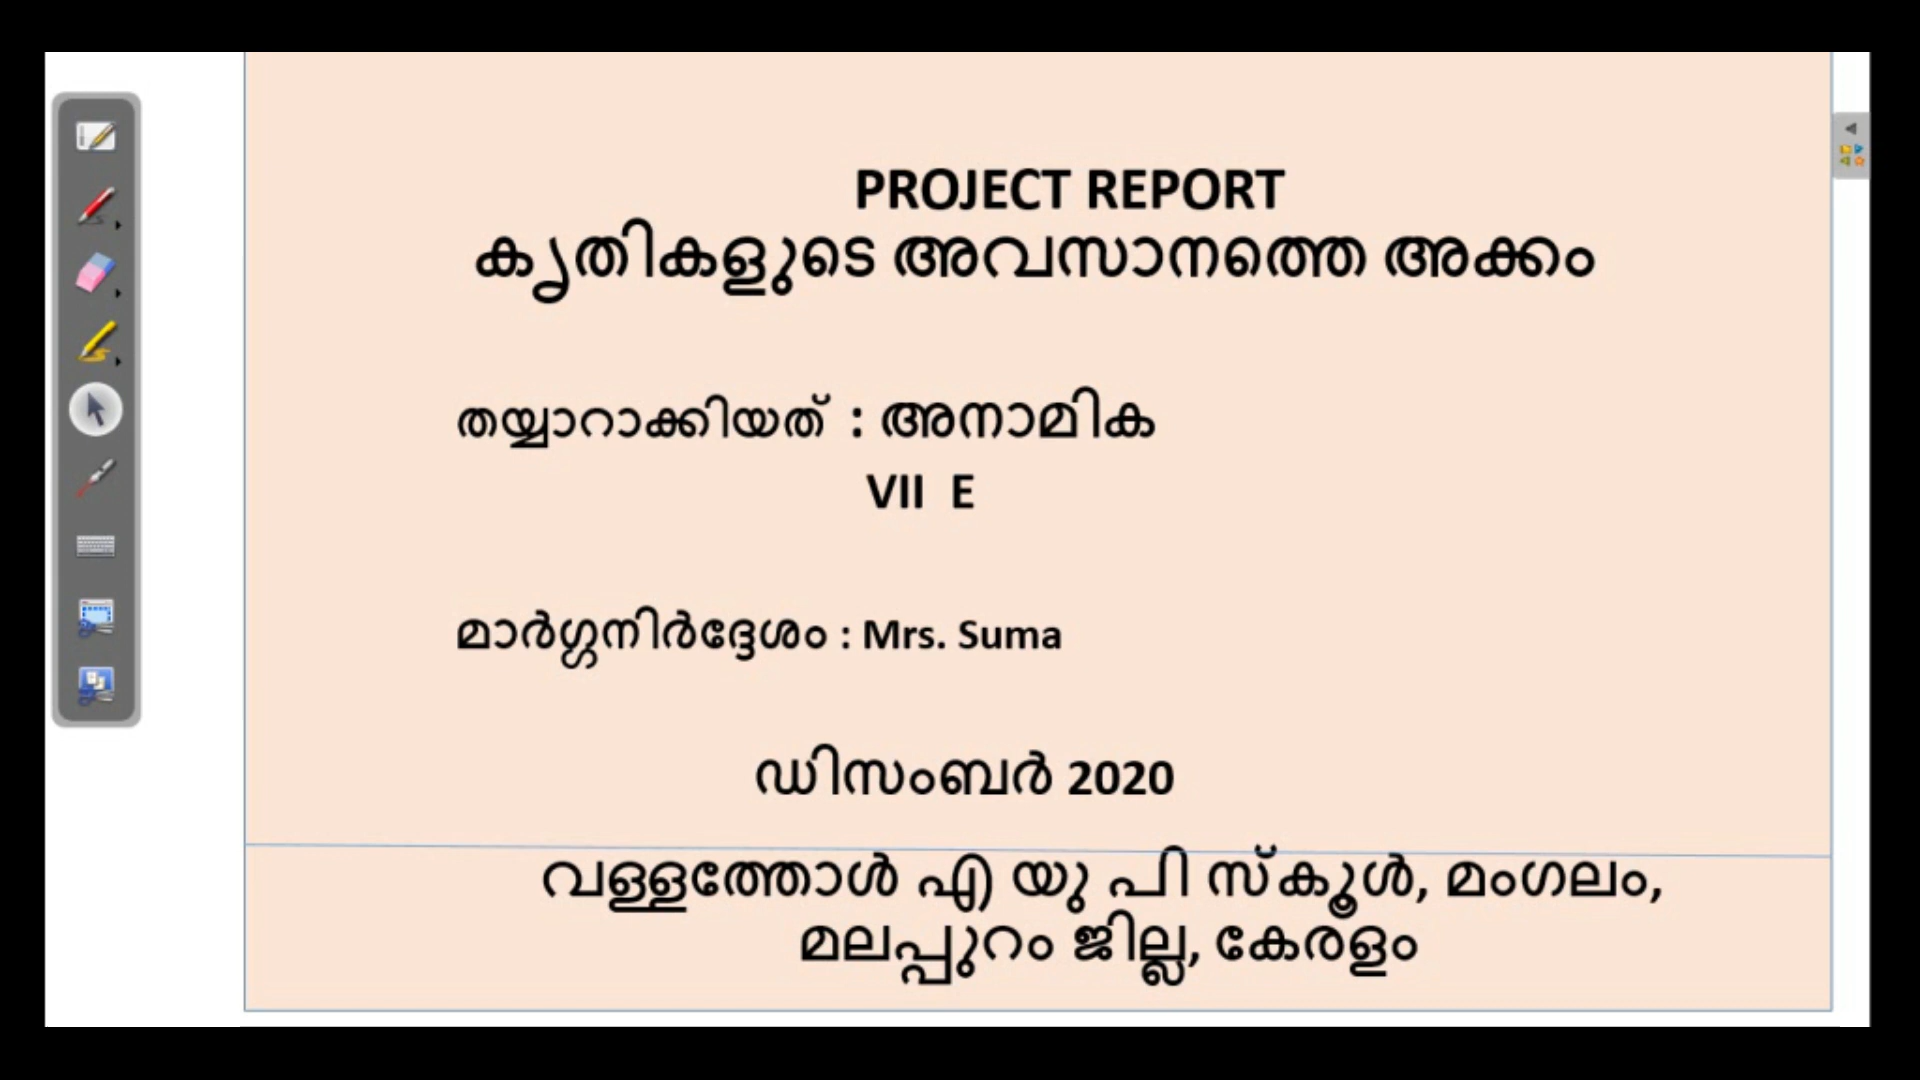 PROJECT REPORT
കൃതികളുടെ അവസാനത്തെ അക്കം
തയ്യാറാക്കിയത് : അനാമിക
VII E
മാർഗ്ഗനിർദ്ദേശം : Mrs. Suma
ഡിസംബർ 2020
വള്ളത്തോൾ എ യു പി സ്കൂൾ, മംഗലം,
മലപ്പുറം ജില്ല, കേരളം